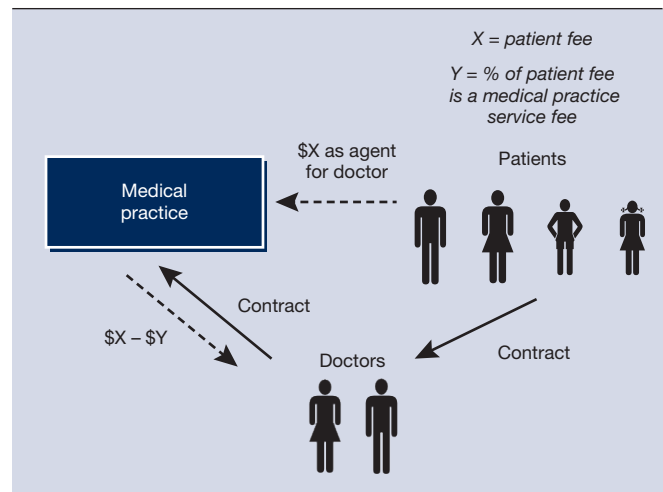 X = patient fee
Y = % of patient fee
is a medical practice
service fee
$X as agent
for doctor
Patients
Medical
practice
Contract
$X – $Y
Doctors
Contract